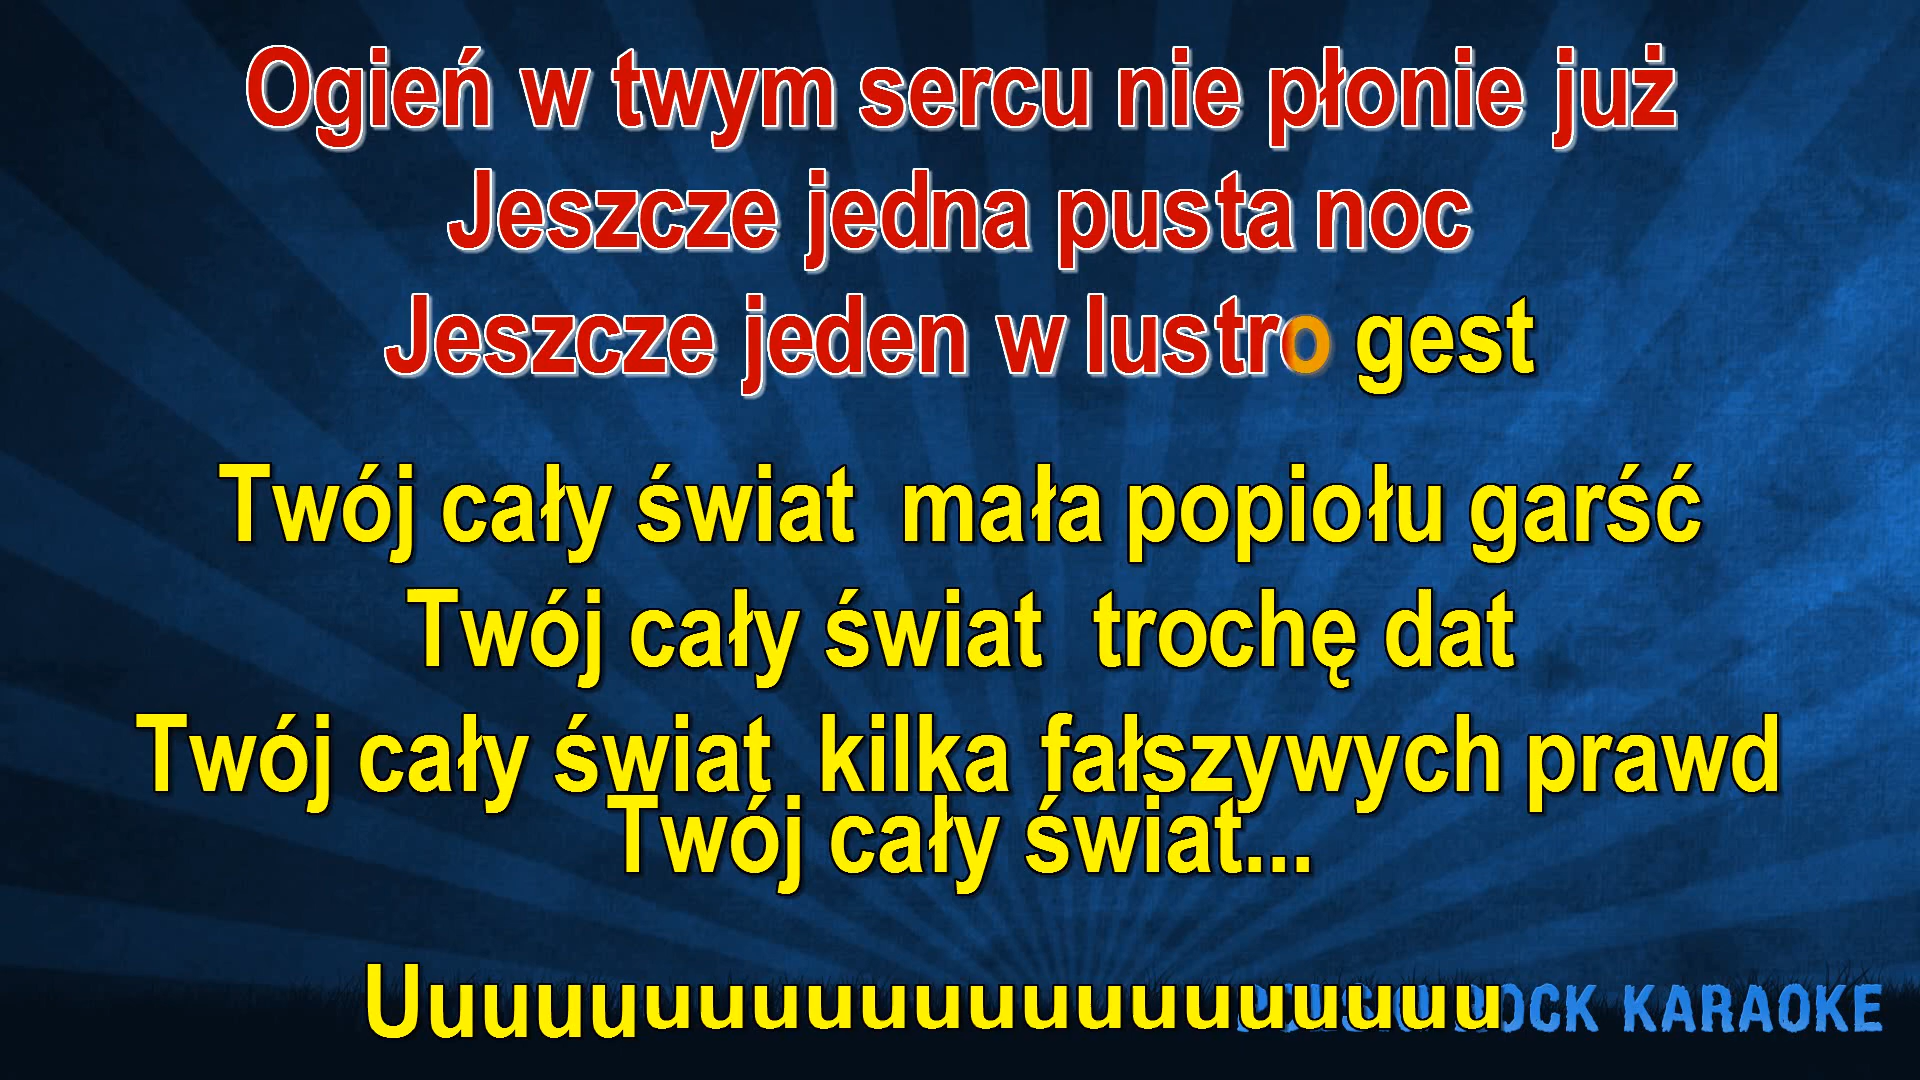 Ogień w twym sercu nie płonie już
Jeszcze jedna pusta noc
Jeszcze jeden w lustro gest
Twój cały świat mała popiołu garść
Twój cały świat trochę dat
Twój cały świat kilka fałszywych prawd
Twój cały świat...
Uuuuuuuuuuuuuuuuuuuuu
ROCK KARAOKE